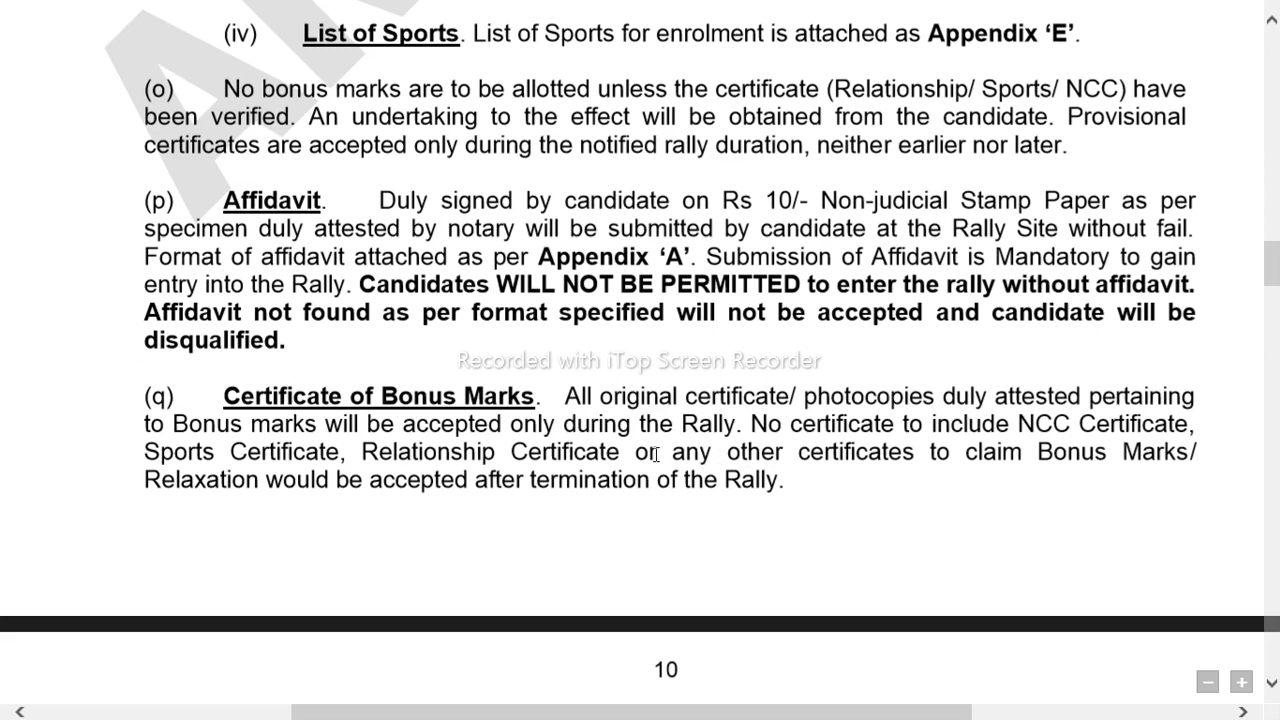 (iv) List of Sports. List of Sports for enrolment is attached as Appendix ‘E’.
(o) No bonus marks are to be allotted unless the certificate (Relationship/ Sports/ NCC) have
been verified. An undertaking to the effect will be obtained from the candidate. Provisional
certificates are accepted only during the notified rally duration, neither earlier nor later.
(p) Affidavit. Duly signed by candidate on Rs 10/- Non-judicial Stamp Paper as per
specimen duly attested by notary will be submitted by candidate at the Rally Site without fail.
Format of affidavit attached as per Appendix ‘A’. Submission of Affidavit is Mandatory to gain
entry into the Rally. Candidates WILL NOT BE PERMITTED to enter the rally without affidavit.
Affidavit not found as per format specified will not be accepted and candidate will be
disqualified.
Recorded with iTop Screen Recorder
(q) Certificate of Bonus Marks. All original certificate/ photocopies duly attested pertaining
to Bonus marks will be accepted only during the Rally. No certificate to include NCC Certificate,
Sports Certificate, Relationship Certificate or any other certificates to claim Bonus Marks/
Relaxation would be accepted after termination of the Rally.
10